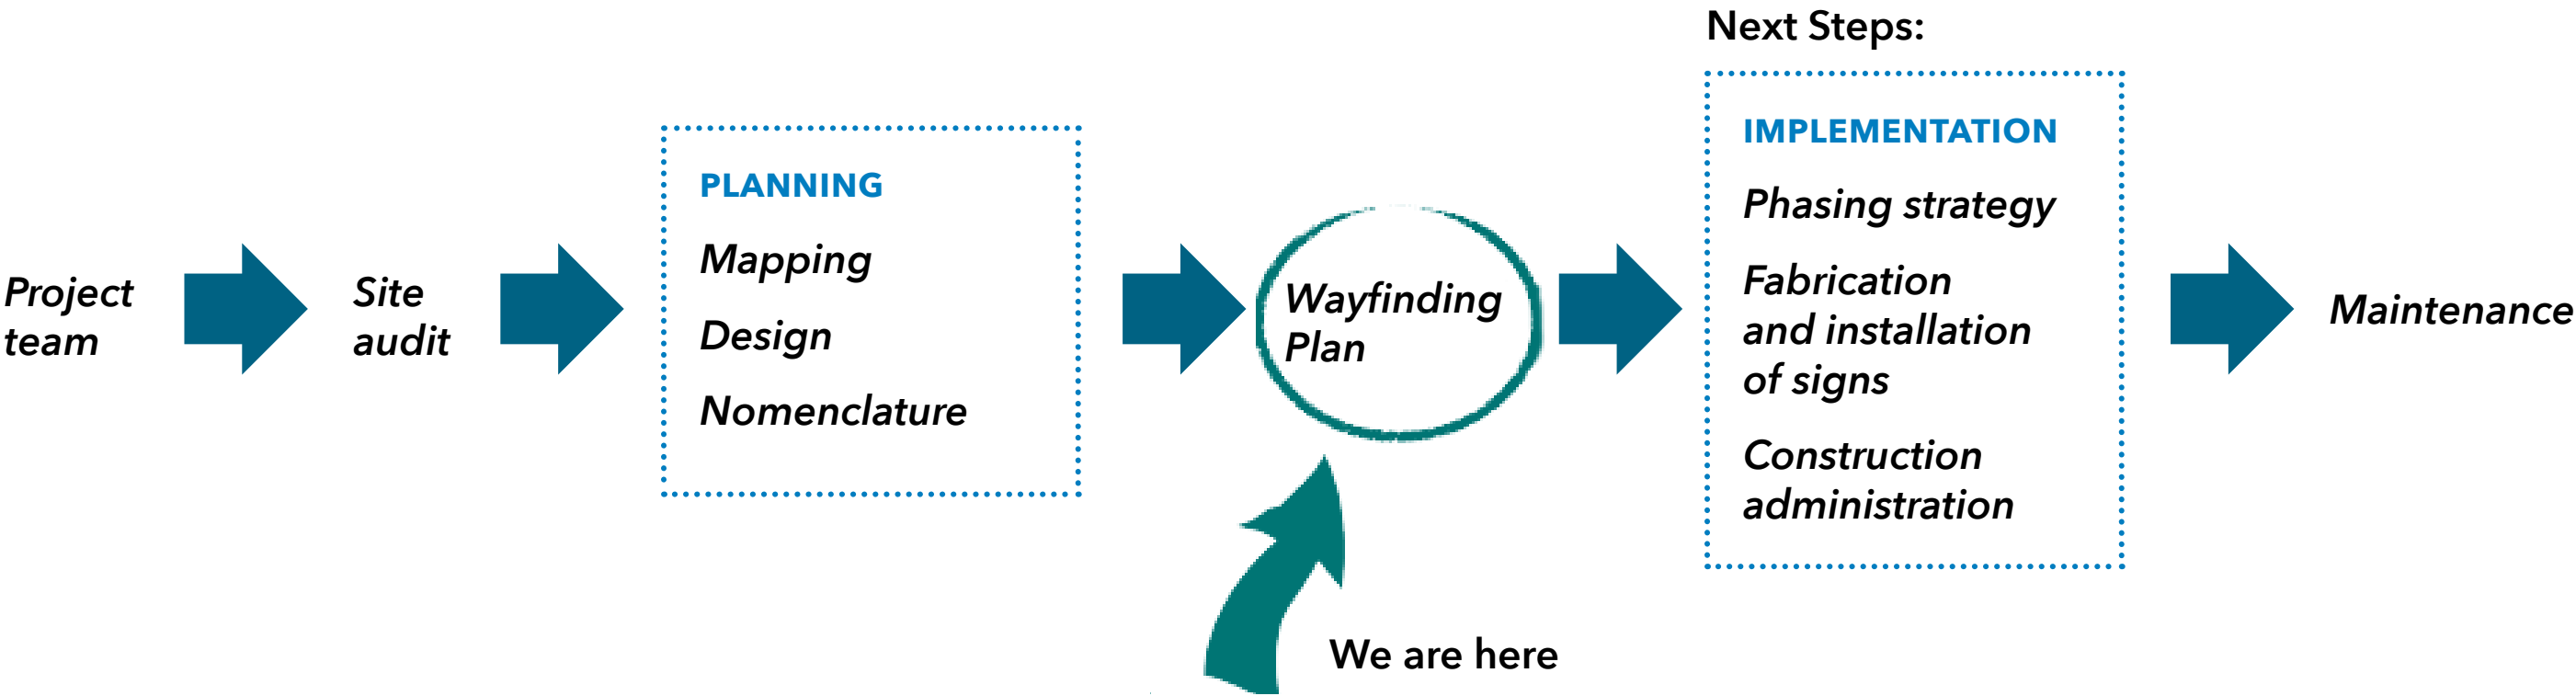 Project
team
Site
audit
PLANNING
Mapping
Design
Nomenclature
Wayfinding
Plan
We are here
Next Steps:
IMPLEMENTATION
Phasing strategy
Fabrication
and installation
of signs
Construction
administration
Maintenance